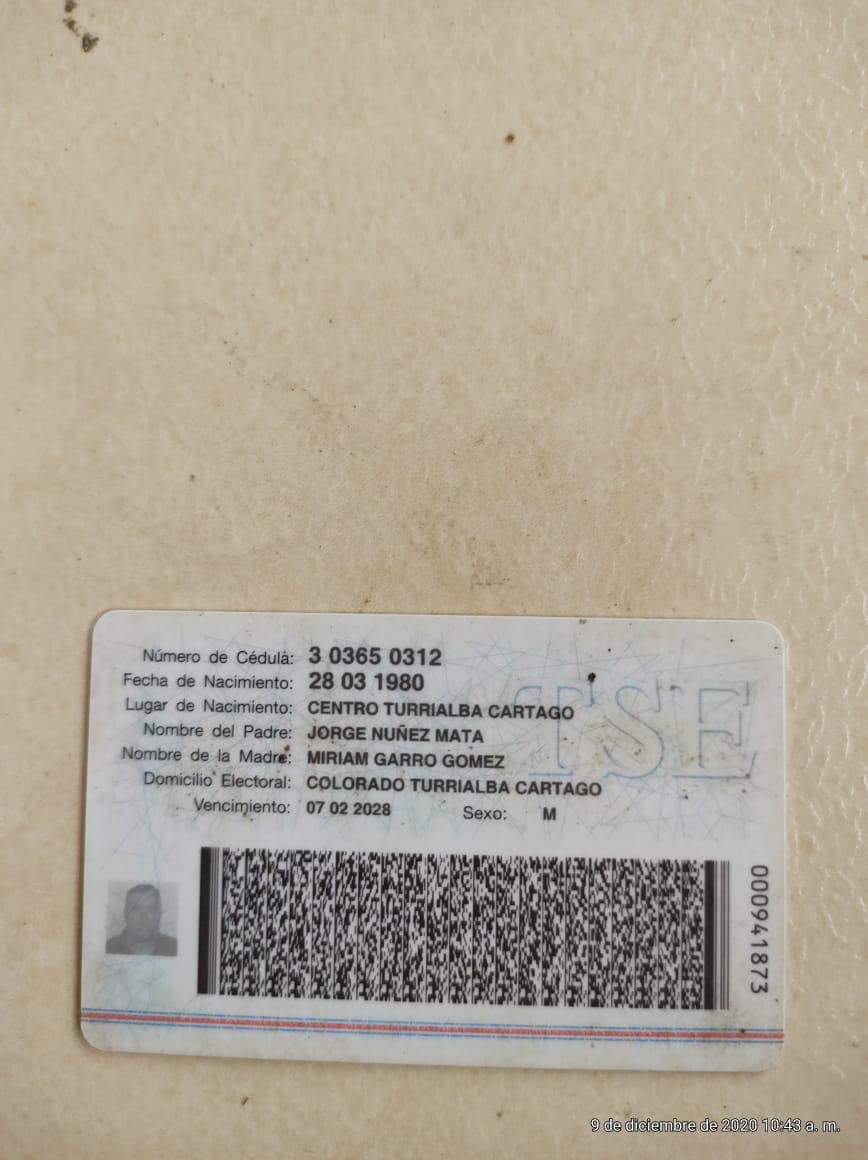 Número de Cédula: 3 0365 0312
Fecha de Nacimiento: 28 03 1980
Lugar de Nacimiento: CENTRO TURRIALBA CARTAGO
Nombre del Padre: JORGE NUÑEZ MATA
Nombre de la Madre: MIRIAM GARRO GOMEZ
Domicilio Electoral: COLORADO TURRIALBA CARTAGO
Vencimiento: 07 02 2028 Sexo: M
TSE
000941873
9 de diciembre de 2020 10:43 a. m.